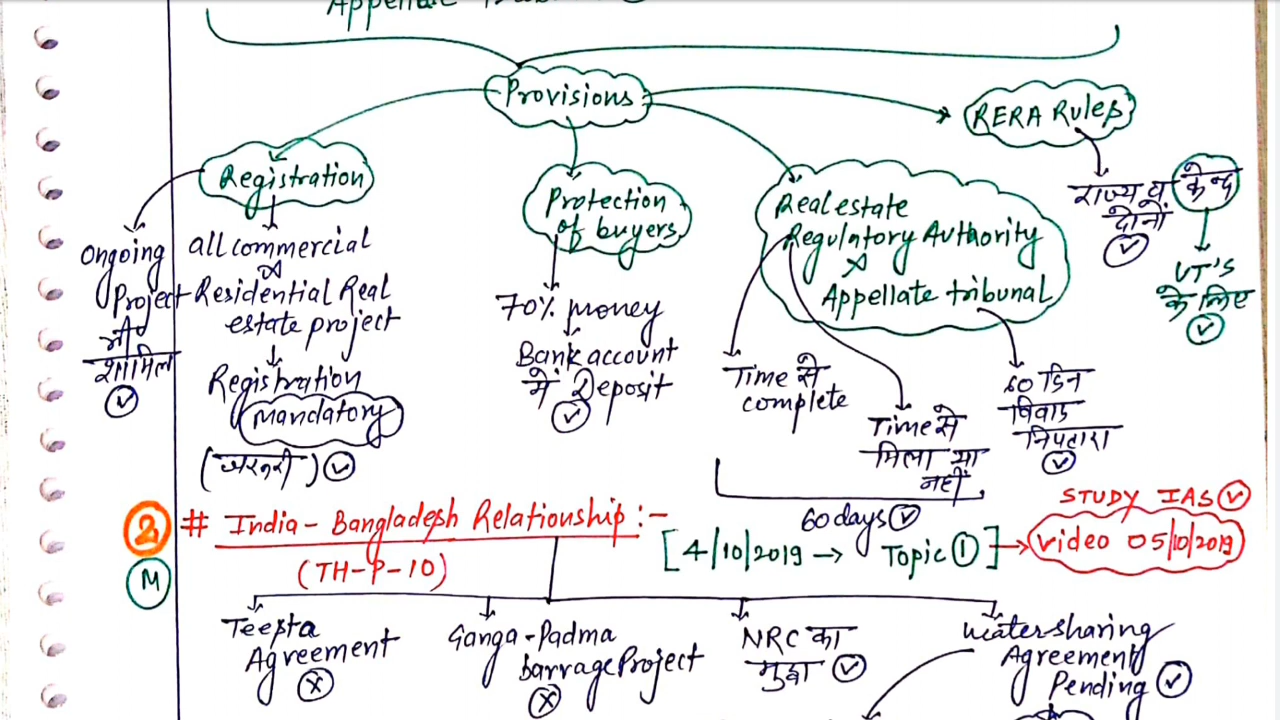 Appellate
Provisions
RERA Rules
राज्य व केन्द्र
दोनों
UT'S
के लिए
Registration
Ongoing
Project
भी
शामिल
all commercial
&
Residential Real
estate project
Registration
mandatory
(जरूरी)
Protection
of buyers
70% money
Bank account
में Deposit
Real estate
Regulatory Authority
&
Appellate tribunal
Time से
complete
Time से
मिला या
नहीं
60 days
60 दिन
विवाद
निपटारा
2 # India - Bangladesh Relationship :-
M
(TH-P-10)
[4/10/2019 → Topic 1]
STUDY IAS
Video 05/10/2019
Teesta
Agreement
Ganga-Padma
barrage Project
NRC का
मुद्दा
Water sharing
Agreement
Pending